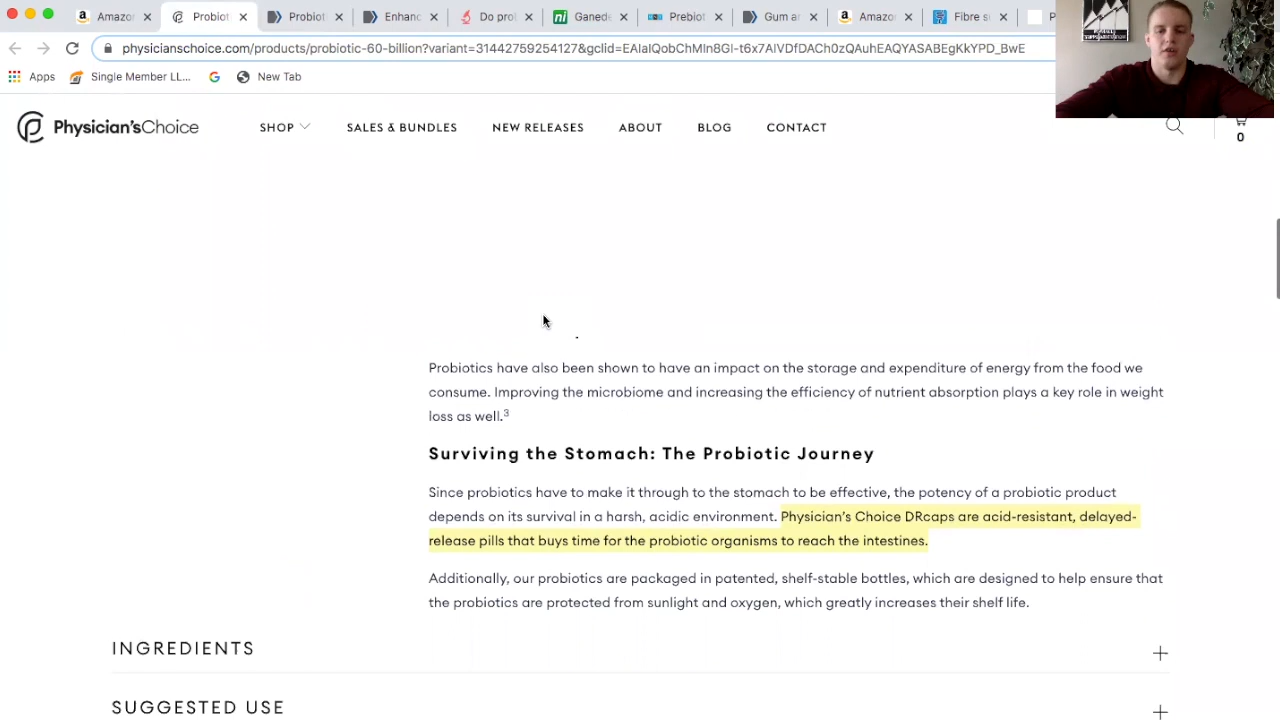 Amazon
Probiot
Probiot
Enhanc
Do prol
Ganede
Prebiot
Gum ar
Amazon
Fibre s
P
physicianschoice.com/products/probiotic-60-billion?variant=31442759254127&gclid=EAIaIQobChMIn8Gl-t6x7AIVDfDACh0zQAuhEAQYASABEgKkYPD_BwE
Apps
Single Member LL...
New Tab
Physician'sChoice
SHOP
SALES & BUNDLES
NEW RELEASES
ABOUT
BLOG
CONTACT
0
Probiotics have also been shown to have an impact on the storage and expenditure of energy from the food we
consume. Improving the microbiome and increasing the efficiency of nutrient absorption plays a key role in weight
loss as well.³
Surviving the Stomach: The Probiotic Journey
Since probiotics have to make it through to the stomach to be effective, the potency of a probiotic product
depends on its survival in a harsh, acidic environment. Physician's Choice DRcaps are acid-resistant, delayed-
release pills that buys time for the probiotic organisms to reach the intestines.
Additionally, our probiotics are packaged in patented, shelf-stable bottles, which are designed to help ensure that
the probiotics are protected from sunlight and oxygen, which greatly increases their shelf life.
INGREDIENTS
SUGGESTED USE